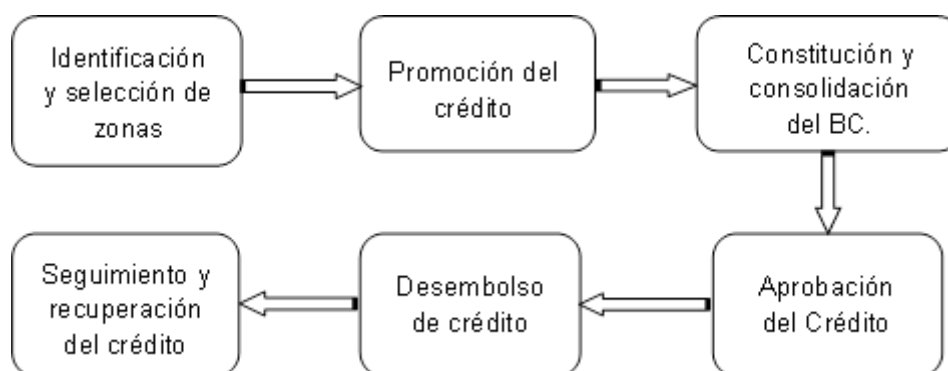 Identificación
y selección de
zonas
Promoción del
crédito
Constitución y
consolidación
del BC.
Aprobación
del Crédito
Desembolso
de crédito
Seguimiento y
recuperación
del crédito